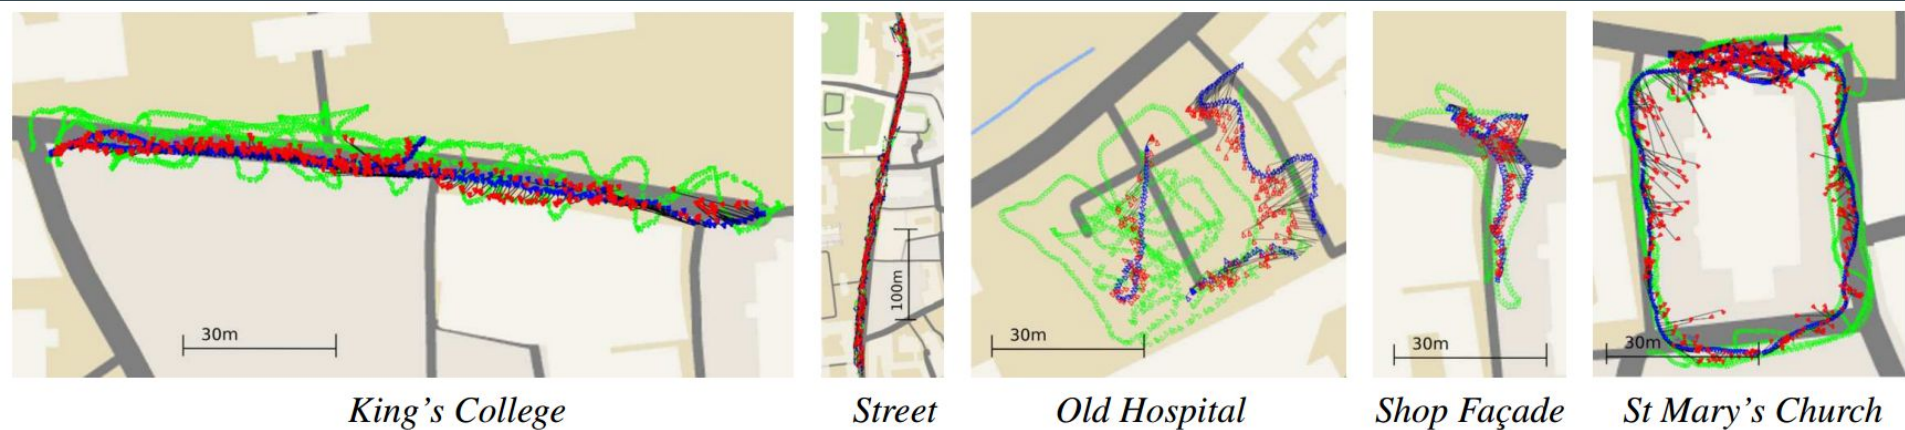 30m
100m
30m
30m
30m
King's College
Street
Old Hospital
Shop Façade
St Mary's Church